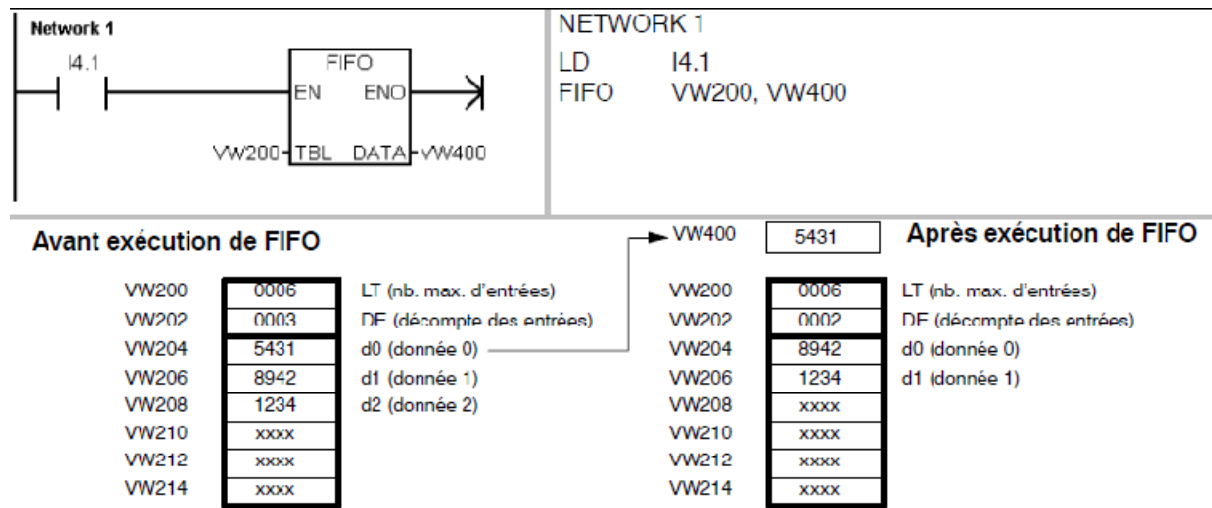 Network 1
I4.1
FIFO
EN ENO
VW200 TBL DATA VW400
NETWORK 1
LD I4.1
FIFO VW200, VW400
Avant exécution de FIFO
VW200 0006 LT (nb. max. d'entrées)
VW202 0003 DE (décompte des entrées)
VW204 5431 d0 (donnée 0)
VW206 8942 d1 (donnée 1)
VW208 1234 d2 (donnée 2)
VW210 xxxx
VW212 xxxx
VW214 xxxx
VW400 5431 Après exécution de FIFO
VW200 0006 LT (nb. max. d'entrées)
VW202 0002 DE (décompte des entrées)
VW204 8942 d0 (donnée 0)
VW206 1234 d1 (donnée 1)
VW208 xxxx
VW210 xxxx
VW212 xxxx
VW214 xxxx